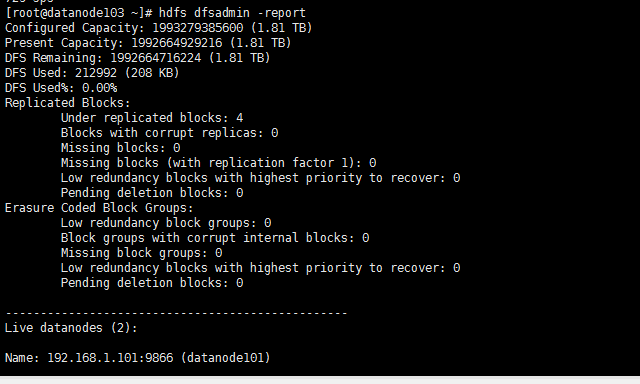 [root@datanode103 ~]# hdfs dfsadmin -report
Configured Capacity: 1993279385600 (1.81 TB)
Present Capacity: 1992664929216 (1.81 TB)
DFS Remaining: 1992664716224 (1.81 TB)
DFS Used: 212992 (208 KB)
DFS Used%: 0.00%
Replicated Blocks:
Under replicated blocks: 4
Blocks with corrupt replicas: 0
Missing blocks: 0
Missing blocks (with replication factor 1): 0
Low redundancy blocks with highest priority to recover: 0
Pending deletion blocks: 0
Erasure Coded Block Groups:
Low redundancy block groups: 0
Block groups with corrupt internal blocks: 0
Missing block groups: 0
Low redundancy blocks with highest priority to recover: 0
Pending deletion blocks: 0
-------------------------------------------------
Live datanodes (2):
Name: 192.168.1.101:9866 (datanode101)